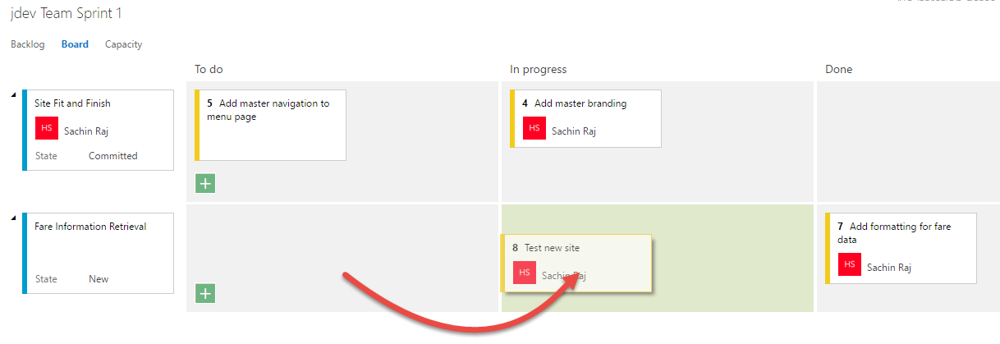 jdev Team Sprint 1
Backlog Board Capacity
To do In progress Done
Site Fit and Finish
HS Sachin Raj
State Committed
5 Add master navigation to
menu page
4 Add master branding
HS Sachin Raj
Fare Information Retrieval
State New
8 Test new site
HS Sachin Raj
7 Add formatting for fare
data
HS Sachin Raj